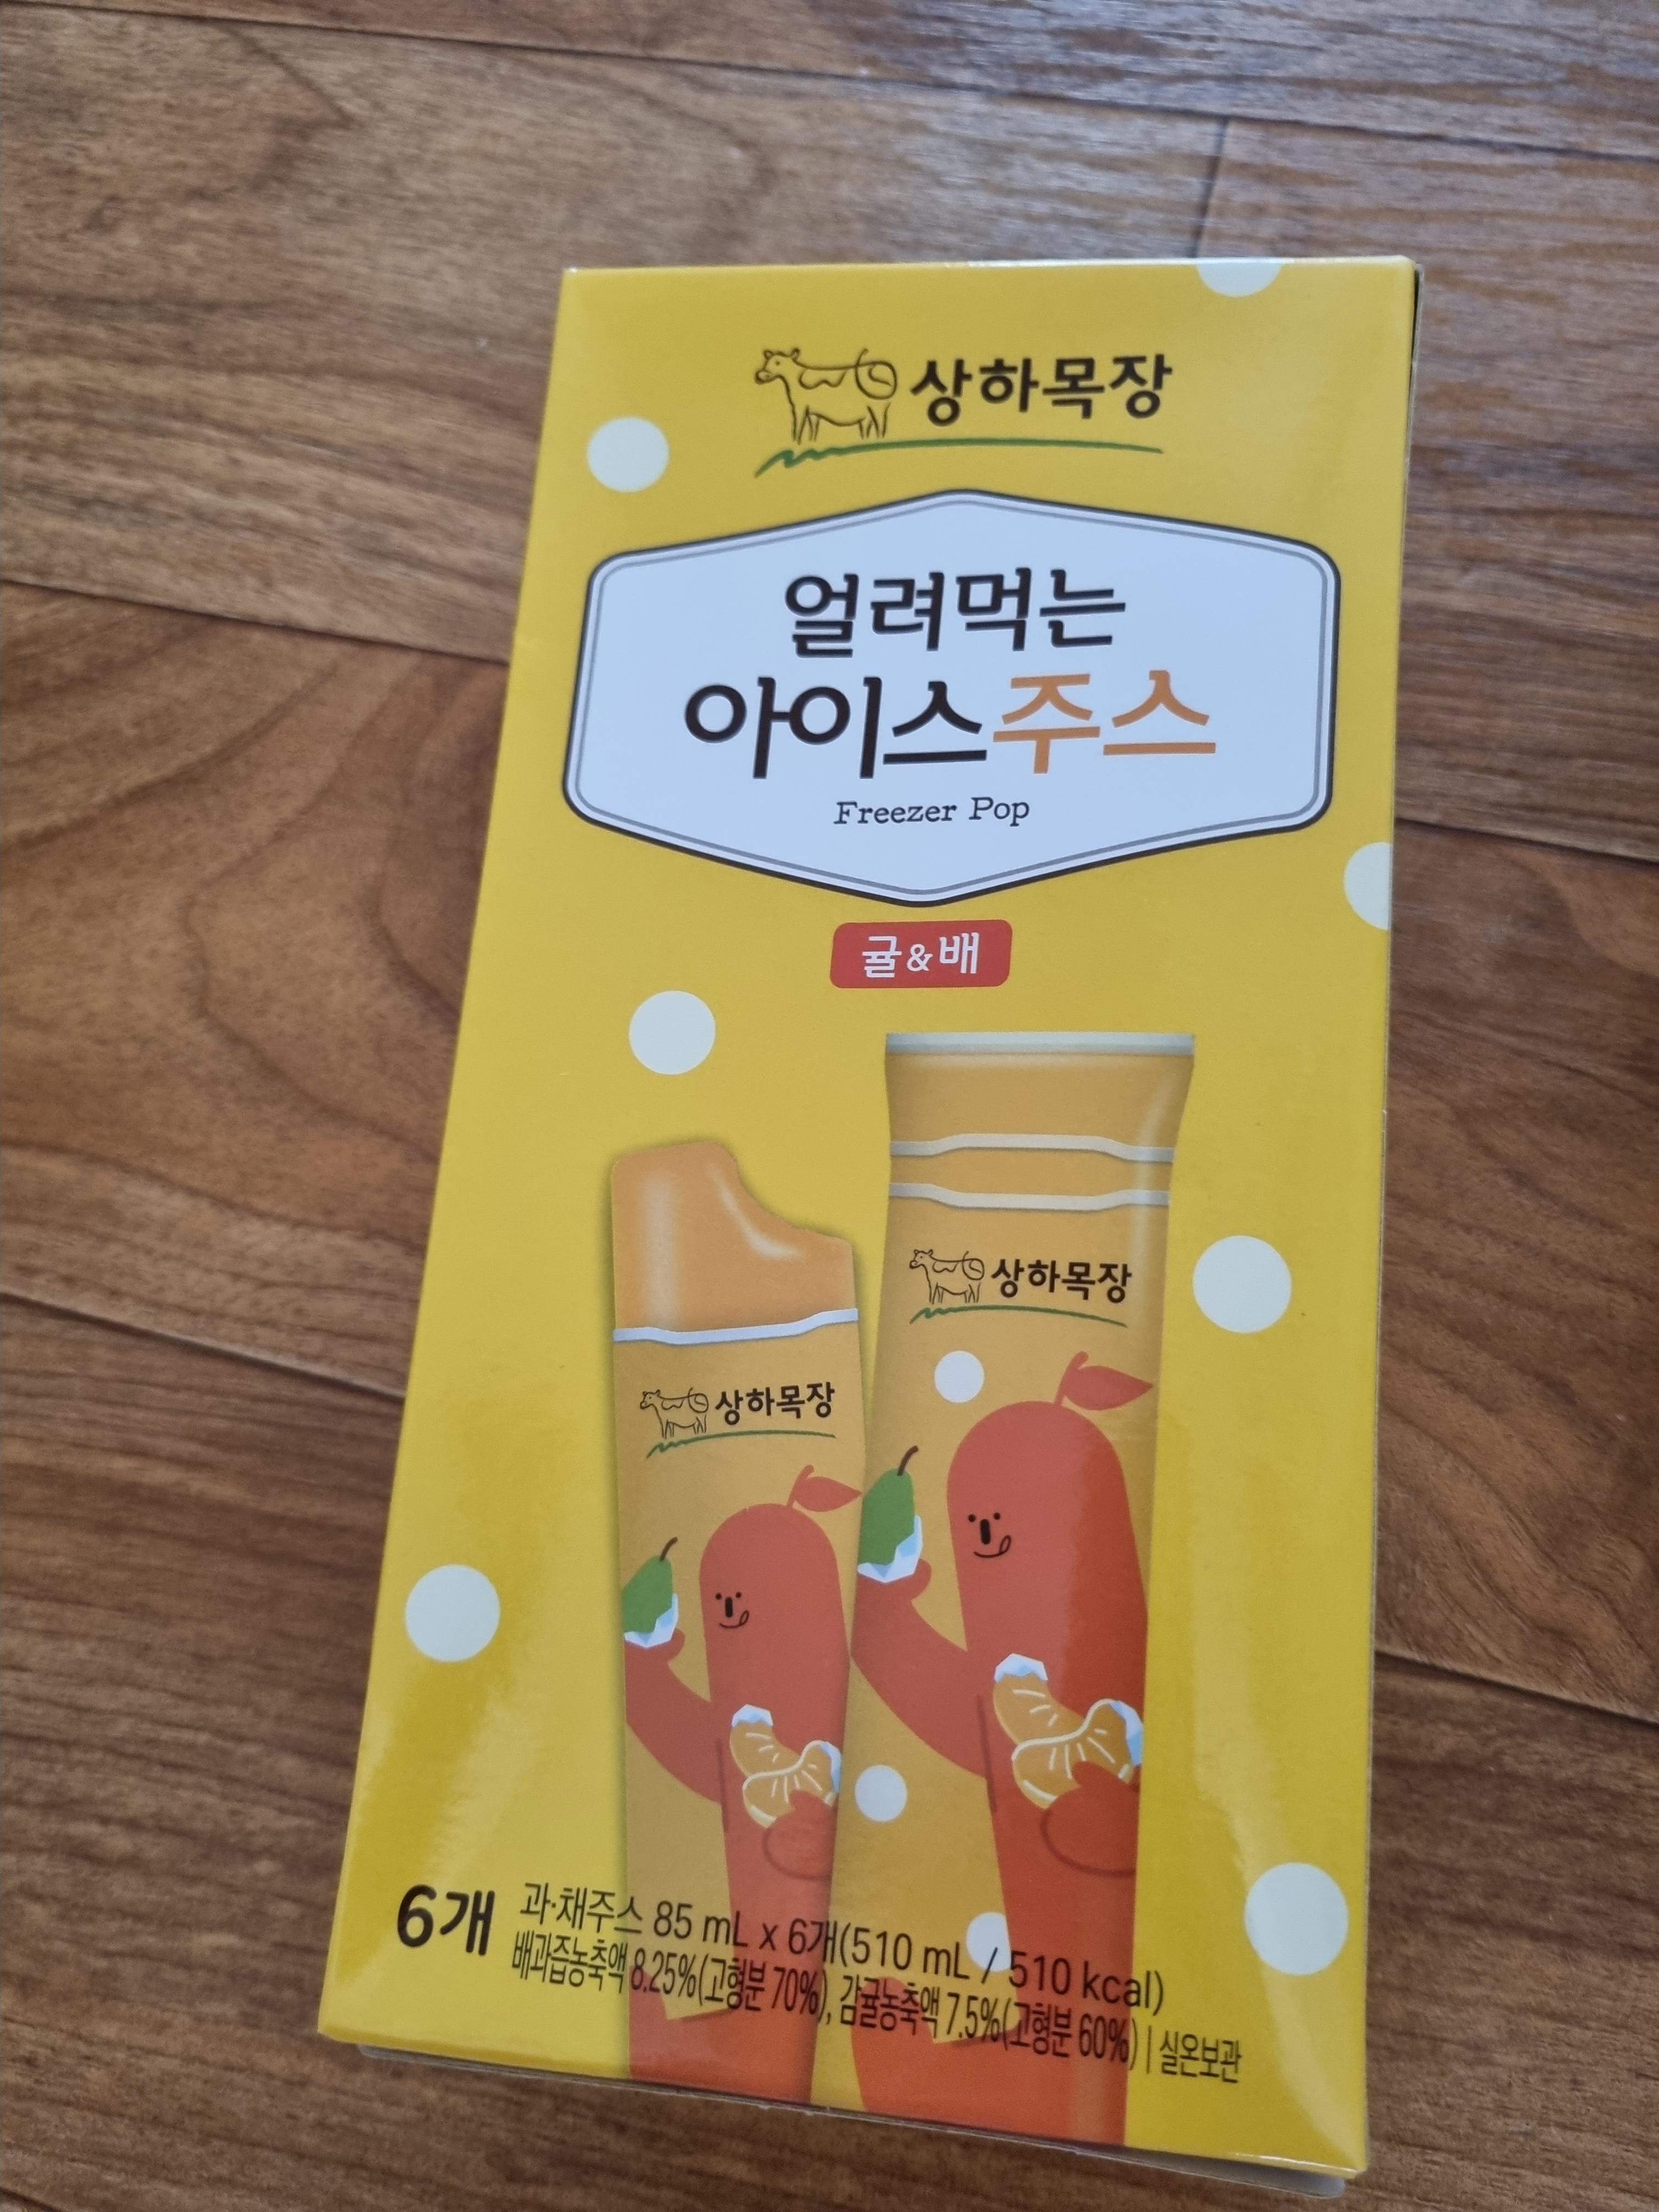 상하목장
얼려먹는
아이스주스
Freezer Pop
귤&배
상하목장
상하목장
6개
과·채주스 85 mL x 6개(510 mL / 510 kcal)
배과즙농축액 8.25%(고형분 70%), 감귤농축액 7.5%(고형분 60%) | 실온보관